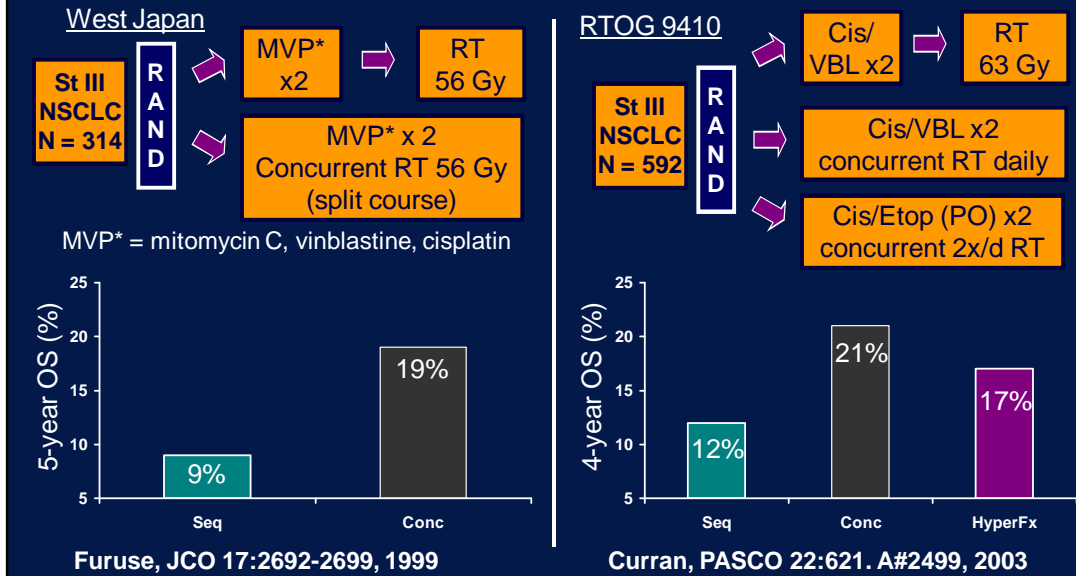 West Japan
MVP*
x2
RT
56 Gy
St III
NSCLC
N = 314
R
A
N
D
MVP* x 2
Concurrent RT 56 Gy
(split course)
MVP* = mitomycin C, vinblastine, cisplatin
5-year OS (%)
25
20
15
10
5
9%
19%
Seq
Conc
Furuse, JCO 17:2692-2699, 1999
RTOG 9410
Cis/
VBL x2
RT
63 Gy
St III
NSCLC
N = 592
R
A
N
D
Cis/VBL x2
concurrent RT daily
Cis/Etop (PO) x2
concurrent 2x/d RT
4-year OS (%)
25
20
15
10
5
12%
21%
17%
Seq
Conc
HyperFx
Curran, PASCO 22:621. A#2499, 2003